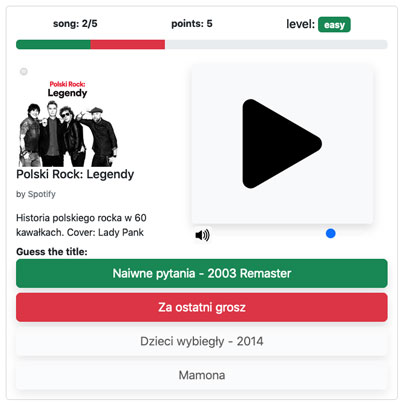 song: 2/5
points: 5
level: easy
Polski Rock:
Legendy
Polski Rock: Legendy
by Spotify
Historia polskiego rocka w 60
kawałkach. Cover: Lady Pank
Guess the title:
Naiwne pytania - 2003 Remaster
Za ostatni grosz
Dzieci wybiegły - 2014
Mamona